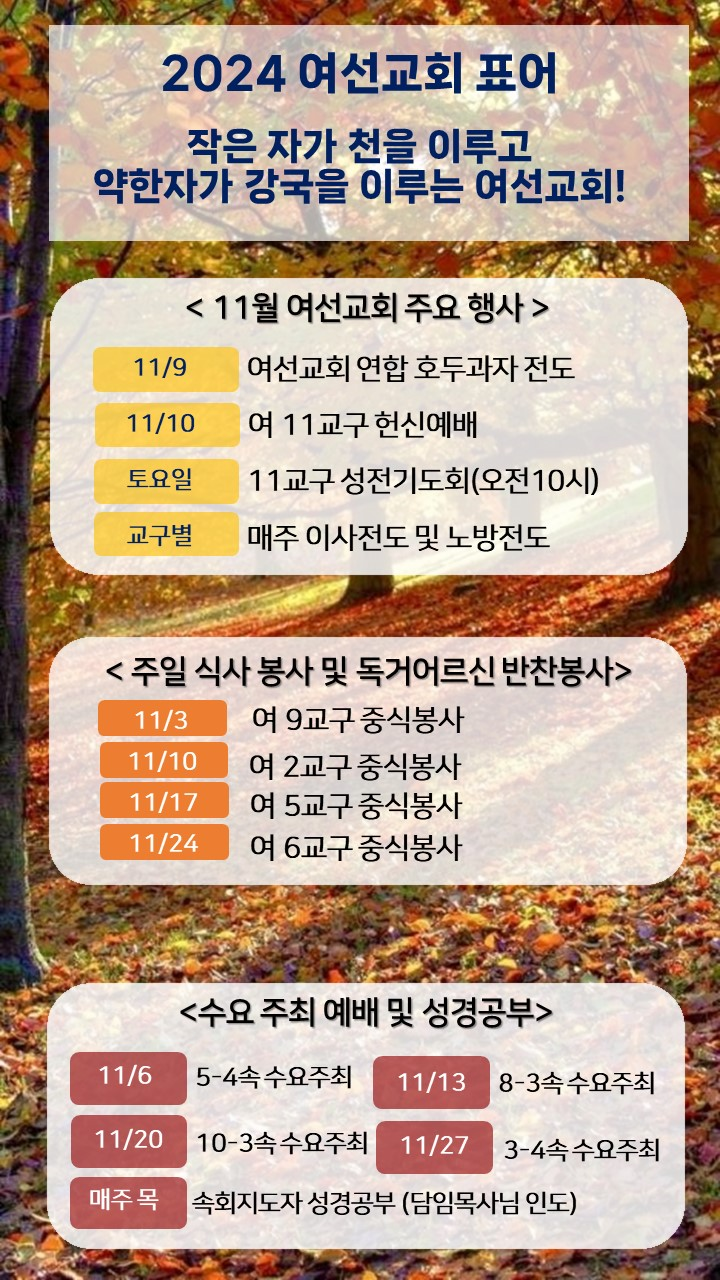 2024 여선교회 표어
작은 자가 천을 이루고
약한자가 강국을 이루는 여선교회!
< 11월 여선교회 주요 행사 >
11/9 여선교회 연합 호두과자 전도
11/10 여 11교구 헌신예배
토요일 11교구 성전기도회(오전10시)
교구별 매주 이사전도 및 노방전도
< 주일 식사 봉사 및 독거어르신 반찬봉사>
11/3 여 9교구 중식봉사
11/10 여 2교구 중식봉사
11/17 여 5교구 중식봉사
11/24 여 6교구 중식봉사
<수요 주최 예배 및 성경공부>
11/6 5-4속 수요주최 11/13 8-3속 수요주최
11/20 10-3속 수요주최 11/27 3-4속 수요주최
매주 목 속회지도자 성경공부 (담임목사님 인도)